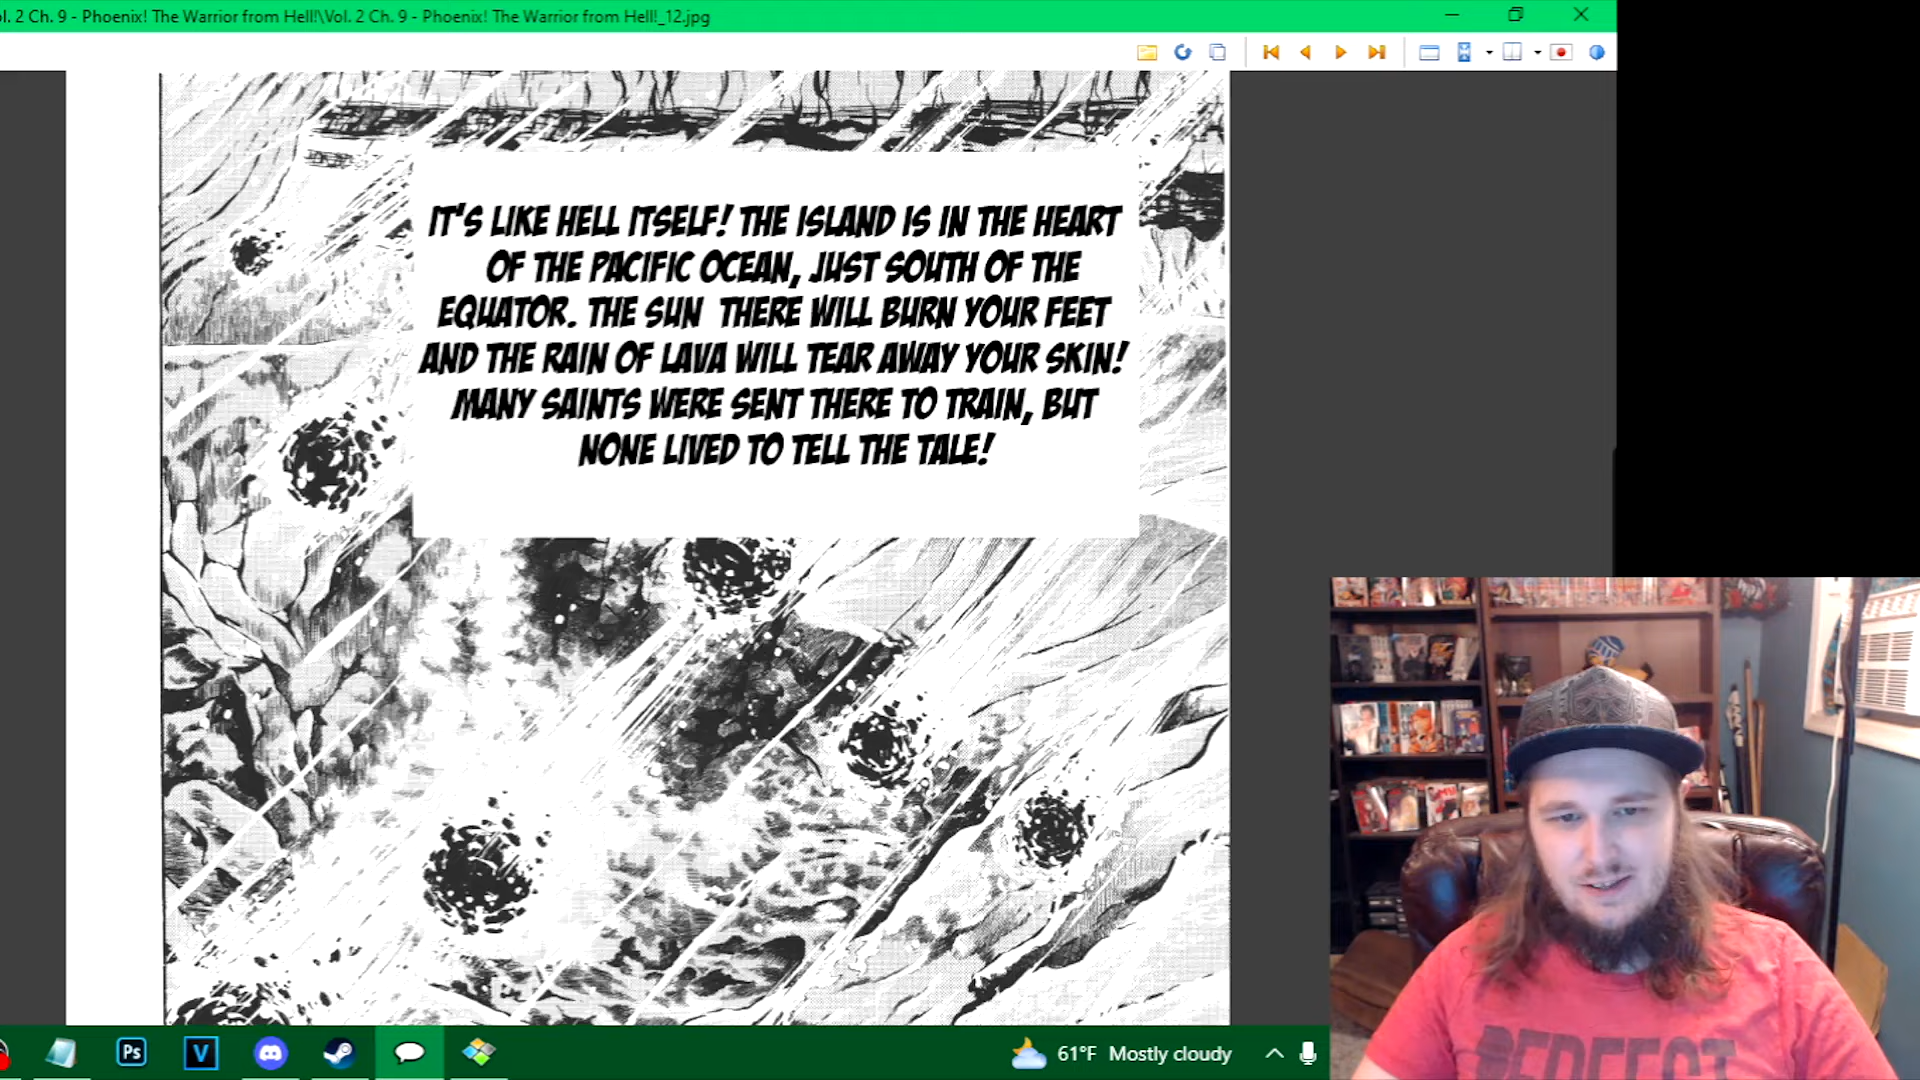 ol. 2 Ch. 9 - Phoenix! The Warrior from Hell!\Vol. 2 Ch. 9 - Phoenix! The Warrior from Hell!_12.jpg
IT'S LIKE HELL ITSELF! THE ISLAND IS IN THE HEART
OF THE PACIFIC OCEAN, JUST SOUTH OF THE
EQUATOR. THE SUN THERE WILL BURN YOUR FEET
AND THE RAIN OF LAVA WILL TEAR AWAY YOUR SKIN!
MANY SAINTS WERE SENT THERE TO TRAIN, BUT
NONE LIVED TO TELL THE TALE!
PERFECT
Ps
V
61°F Mostly cloudy